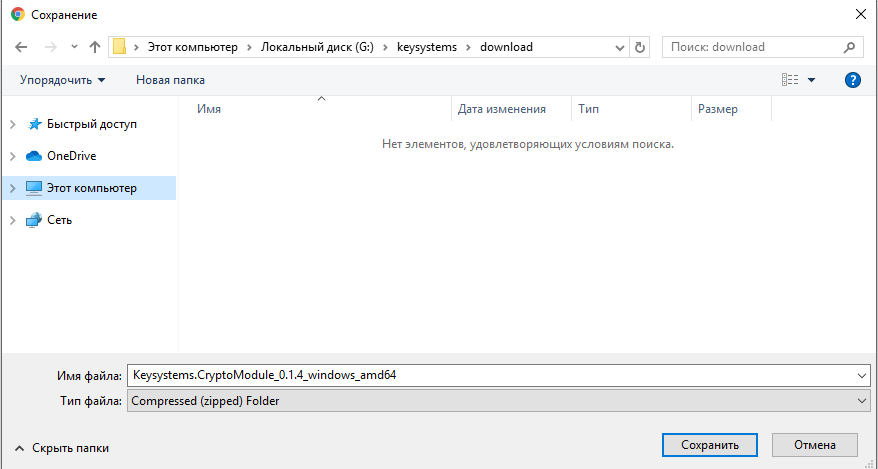 Сохранение
Этот компьютер > Локальный диск (G:) > keysystems > download
Поиск: download
Упорядочить
Новая папка
?
Имя
Дата изменения
Тип
Размер
Быстрый доступ
OneDrive
Этот компьютер
Сеть
Нет элементов, удовлетворяющих условиям поиска.
Имя файла: Keysystems.CryptoModule_0.1.4_windows_amd64
Тип файла: Compressed (zipped) Folder
Скрыть папки
Сохранить
Отмена